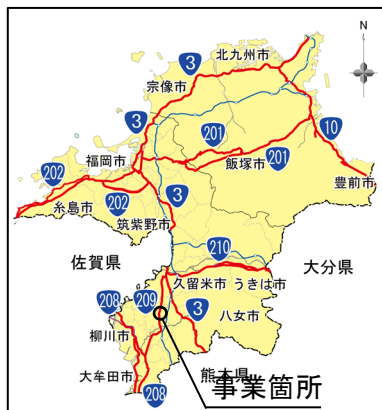 N
北九州市
3
宗像市
3
201
10
福岡市
飯塚市
201
202
豊前市
糸島市
202
筑紫野市
3
210
佐賀県
大分県
久留米市
うきは市
208
209
3
八女市
柳川市
大牟田市
熊本県
事業箇所
208